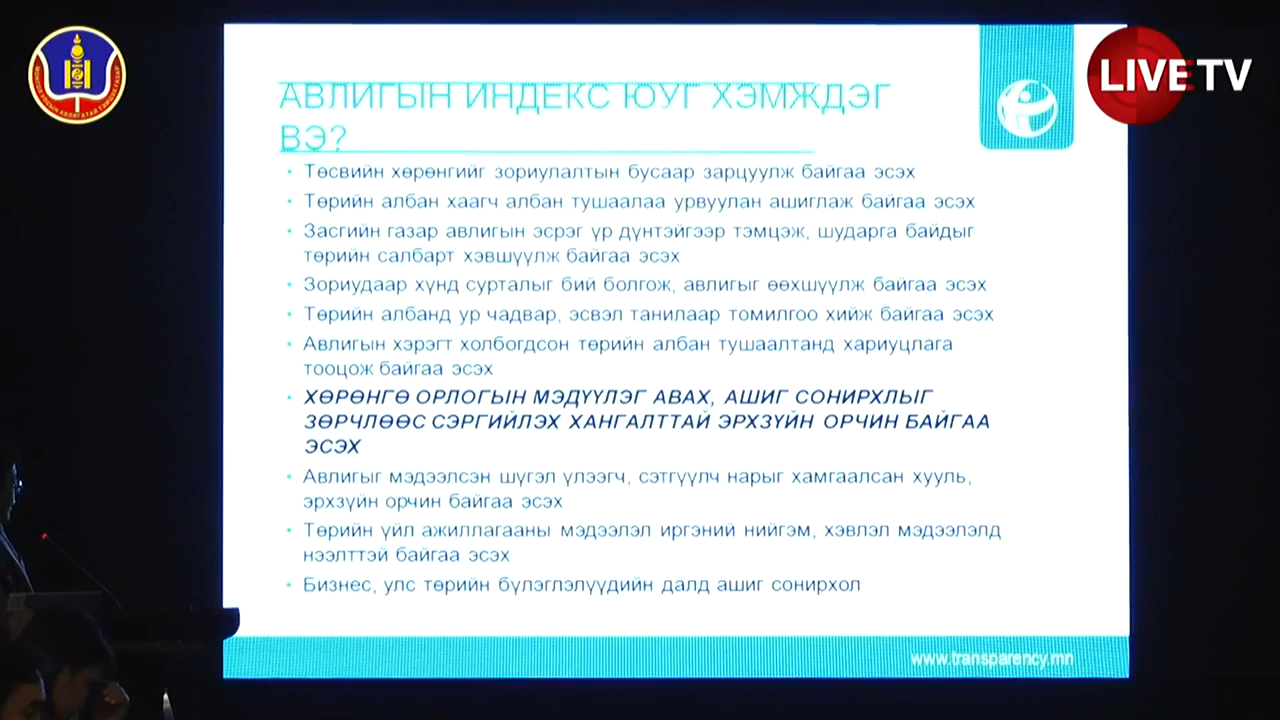 LIVE TV
АВЛИГЫН ИНДЕКС ЮУГ ХЭМЖДЭГ
ВЭ?
• Төсвийн хөрөнгийг зориулалтын бусаар зарцуулж байгаа эсэх
• Төрийн албан хаагч албан тушаалаа урвуулан ашиглаж байгаа эсэх
• Засгийн газар авлигын эсрэг үр дүнтэйгээр тэмцэж, шударга байдыг
төрийн салбарт хэвшүүлж байгаа эсэх
• Зориудаар хүнд сурталыг бий болгож, авлигыг өөхшүүлж байгаа эсэх
• Төрийн албанд ур чадвар, эсвэл танилаар томилгоо хийж байгаа эсэх
• Авлигын хэрэгт холбогдсон төрийн албан тушаалтанд хариуцлага
тооцож байгаа эсэх
• ХӨРӨНГӨ ОРЛОГЫН МЭДҮҮЛЭГ АВАХ, АШИГ СОНИРХЛЫГ
ЗӨРЧЛӨӨС СЭРГИЙЛЭХ ХАНГАЛТТАЙ ЭРХЗҮЙН ОРЧИН БАЙГАА
ЭСЭХ
• Авлигыг мэдээлсэн шүгэл үлээгч, сэтгүүлч нарыг хамгаалсан хууль,
эрхзүйн орчин байгаа эсэх
• Төрийн үйл ажиллагааны мэдээлэл иргэний нийгэм, хэвлэл мэдээлэлд
нээлттэй байгаа эсэх
• Бизнес, улс төрийн бүлэглэлүүдийн далд ашиг сонирхол
www.transparency.mn